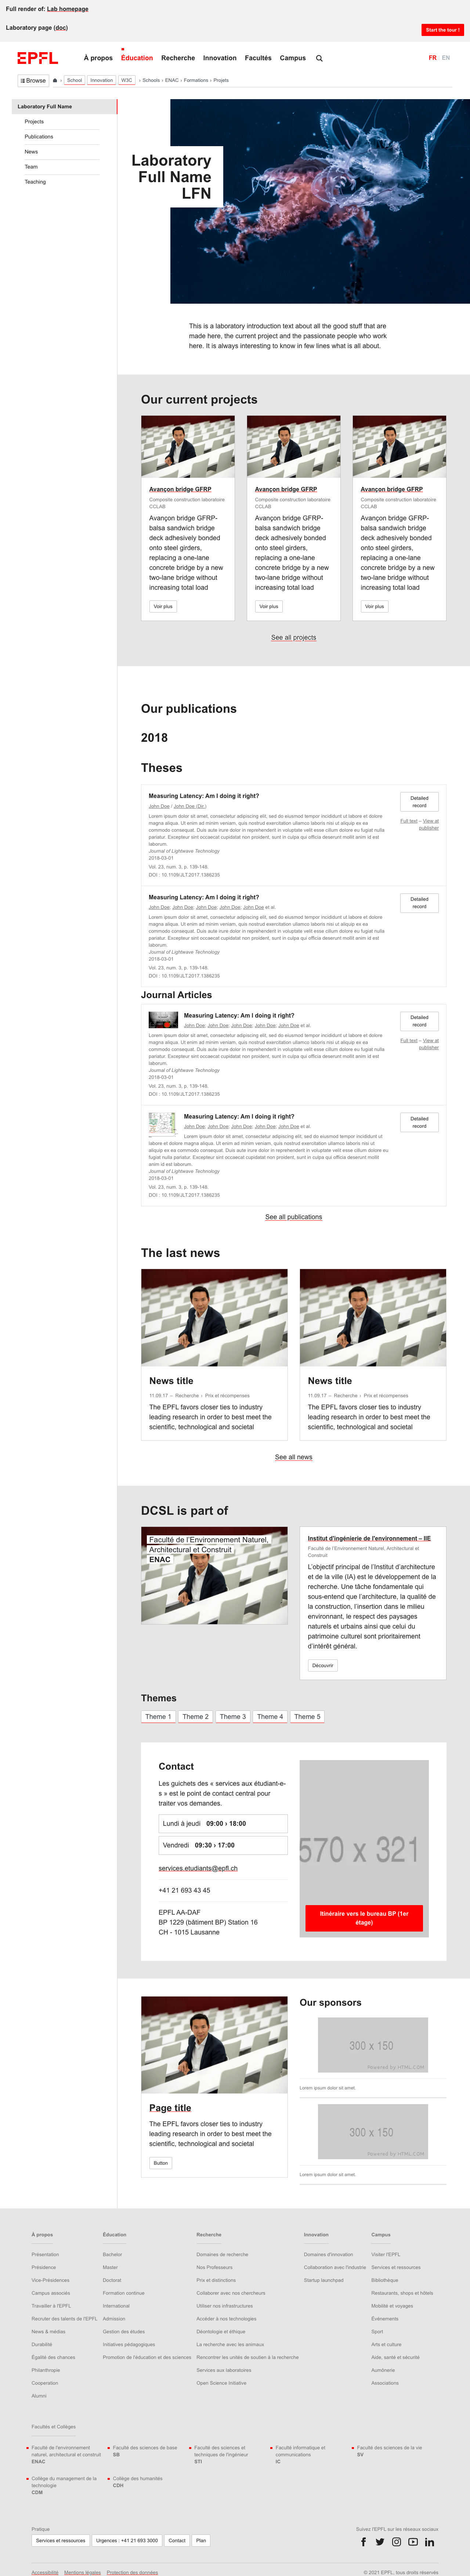 Full render of: Lab homepage
Laboratory page (doc)
Start the tour !
EPFL
À propos Éducation Recherche Innovation Facultés Campus
FR EN
Browse School Innovation W3C Schools › ENAC › Formations › Projets
Laboratory Full Name
Projects
Publications
News
Team
Teaching
Laboratory
Full Name
LFN
This is a laboratory introduction text about all the good stuff that are
made here, the current project and the passionate people who work
here. It is always interesting to know in few lines what is all about.
Our current projects
Avançon bridge GFRP
Composite construction laboratoire
CCLAB
Avançon bridge GFRP-
balsa sandwich bridge
deck adhesively bonded
onto steel girders,
replacing a one-lane
concrete bridge by a new
two-lane bridge without
increasing total load
Voir plus
Avançon bridge GFRP
Composite construction laboratoire
CCLAB
Avançon bridge GFRP-
balsa sandwich bridge
deck adhesively bonded
onto steel girders,
replacing a one-lane
concrete bridge by a new
two-lane bridge without
increasing total load
Voir plus
Avançon bridge GFRP
Composite construction laboratoire
CCLAB
Avançon bridge GFRP-
balsa sandwich bridge
deck adhesively bonded
onto steel girders,
replacing a one-lane
concrete bridge by a new
two-lane bridge without
increasing total load
Voir plus
See all projects
Our publications
2018
Theses
Measuring Latency: Am I doing it right?
John Doe / John Doe (Dir.)
Lorem ipsum dolor sit amet, consectetur adipisicing elit, sed do eiusmod tempor incididunt ut labore et dolore
magna aliqua. Ut enim ad minim veniam, quis nostrud exercitation ullamco laboris nisi ut aliquip ex ea
commodo consequat. Duis aute irure dolor in reprehenderit in voluptate velit esse cillum dolore eu fugiat nulla
pariatur. Excepteur sint occaecat cupidatat non proident, sunt in culpa qui officia deserunt mollit anim id est
laborum.
Journal of Lightwave Technology
2018-03-01
Vol. 23, num. 3, p. 139-148.
DOI : 10.1109/JLT.2017.1386235
Detailed
record
Full text – View at
publisher
Measuring Latency: Am I doing it right?
John Doe; John Doe; John Doe; John Doe; John Doe et al.
Lorem ipsum dolor sit amet, consectetur adipisicing elit, sed do eiusmod tempor incididunt ut labore et dolore
magna aliqua. Ut enim ad minim veniam, quis nostrud exercitation ullamco laboris nisi ut aliquip ex ea
commodo consequat. Duis aute irure dolor in reprehenderit in voluptate velit esse cillum dolore eu fugiat nulla
pariatur. Excepteur sint occaecat cupidatat non proident, sunt in culpa qui officia deserunt mollit anim id est
laborum.
Journal of Lightwave Technology
2018-03-01
Vol. 23, num. 3, p. 139-148.
DOI : 10.1109/JLT.2017.1386235
Detailed
record
Journal Articles
Measuring Latency: Am I doing it right?
John Doe; John Doe; John Doe; John Doe; John Doe et al.
Lorem ipsum dolor sit amet, consectetur adipisicing elit, sed do eiusmod tempor incididunt ut labore et dolore
magna aliqua. Ut enim ad minim veniam, quis nostrud exercitation ullamco laboris nisi ut aliquip ex ea
commodo consequat. Duis aute irure dolor in reprehenderit in voluptate velit esse cillum dolore eu fugiat nulla
pariatur. Excepteur sint occaecat cupidatat non proident, sunt in culpa qui officia deserunt mollit anim id est
laborum.
Journal of Lightwave Technology
2018-03-01
Vol. 23, num. 3, p. 139-148.
DOI : 10.1109/JLT.2017.1386235
Detailed
record
Full text – View at
publisher
Measuring Latency: Am I doing it right?
John Doe; John Doe; John Doe; John Doe; John Doe et al.
Lorem ipsum dolor sit amet, consectetur adipisicing elit, sed do eiusmod tempor incididunt ut
labore et dolore magna aliqua. Ut enim ad minim veniam, quis nostrud exercitation ullamco laboris nisi ut aliquip
ex ea commodo consequat. Duis aute irure dolor in reprehenderit in voluptate velit esse cillum dolore eu fugiat
nulla pariatur. Excepteur sint occaecat cupidatat non proident, sunt in culpa qui officia deserunt mollit
anim id est laborum.
Journal of Lightwave Technology
2018-03-01
Vol. 23, num. 3, p. 139-148.
DOI : 10.1109/JLT.2017.1386235
Detailed
record
See all publications
The last news
News title
11.09.17 – Recherche › Prix et récompenses
The EPFL favors closer ties to industry
leading research in order to best meet the
scientific, technological and societal
News title
11.09.17 – Recherche › Prix et récompenses
The EPFL favors closer ties to industry
leading research in order to best meet the
scientific, technological and societal
See all news
DCSL is part of
Faculté de l'Environnement Naturel,
Architectural et Construit
ENAC
Institut d'ingénierie de l'environnement – IIE
Faculté de l'Environnement Naturel, Architectural et
Construit
L'objectif principal de l'Institut d'architecture
et de la ville (IA) est le développement de la
recherche. Une tâche fondamentale qui
sous-entend que l'architecture, la qualité de
la construction, l'insertion dans le milieu
environnant, le respect des paysages
naturels et urbains ainsi que celui du
patrimoine culturel sont prioritairement
d'intérêt général.
Découvrir
Themes
Theme 1 Theme 2 Theme 3 Theme 4 Theme 5
Contact
Les guichets des « services aux étudiant-e-
s » est le point de contact central pour
traiter vos demandes.
Lundi à jeudi 09:00 › 18:00
Vendredi 09:30 › 17:00
services.etudiants@epfl.ch
+41 21 693 43 45
EPFL AA-DAF
BP 1229 (bâtiment BP) Station 16
CH - 1015 Lausanne
570 x 321
Itinéraire vers le bureau BP (1er
étage)
Page title
The EPFL favors closer ties to industry
leading research in order to best meet the
scientific, technological and societal
Button
Our sponsors
300 x 150
Powered by HTML.COM
Lorem ipsum dolor sit amet.
300 x 150
Powered by HTML.COM
Lorem ipsum dolor sit amet.
À propos
Présentation
Présidence
Vice-Présidences
Campus associés
Travailler à l'EPFL
Recruter des talents de l'EPFL
News & médias
Durabilité
Égalité des chances
Philanthropie
Coopération
Alumni
Éducation
Bachelor
Master
Doctorat
Formation continue
International
Admission
Gestion des études
Initiatives pédagogiques
Promotion de l'éducation et des sciences
Recherche
Domaines de recherche
Nos Professeurs
Prix et distinctions
Collaborer avec nos chercheurs
Utiliser nos infrastructures
Accéder à nos technologies
Déontologie et éthique
La recherche avec les animaux
Rencontrer les unités de soutien à la recherche
Services aux laboratoires
Open Science Initiative
Innovation
Domaines d'innovation
Collaboration avec l'industrie
Startup launchpad
Campus
Visiter l'EPFL
Services et ressources
Bibliothèque
Restaurants, shops et hôtels
Mobilité et voyages
Événements
Sport
Arts et culture
Aide, santé et sécurité
Aumônerie
Associations
Facultés et Collèges
Faculté de l'environnement
naturel, architectural et construit
ENAC
Faculté des sciences de base
SB
Faculté des sciences et
techniques de l'ingénieur
STI
Faculté informatique et
communications
IC
Faculté des sciences de la vie
SV
Collège du management de la
technologie
CDM
Collège des humanités
CDH
Pratique
Services et ressources Urgences : +41 21 693 3000 Contact Plan
Suivez l'EPFL sur les réseaux sociaux
Accessibilité Mentions légales Protection des données
© 2021 EPFL, tous droits réservés